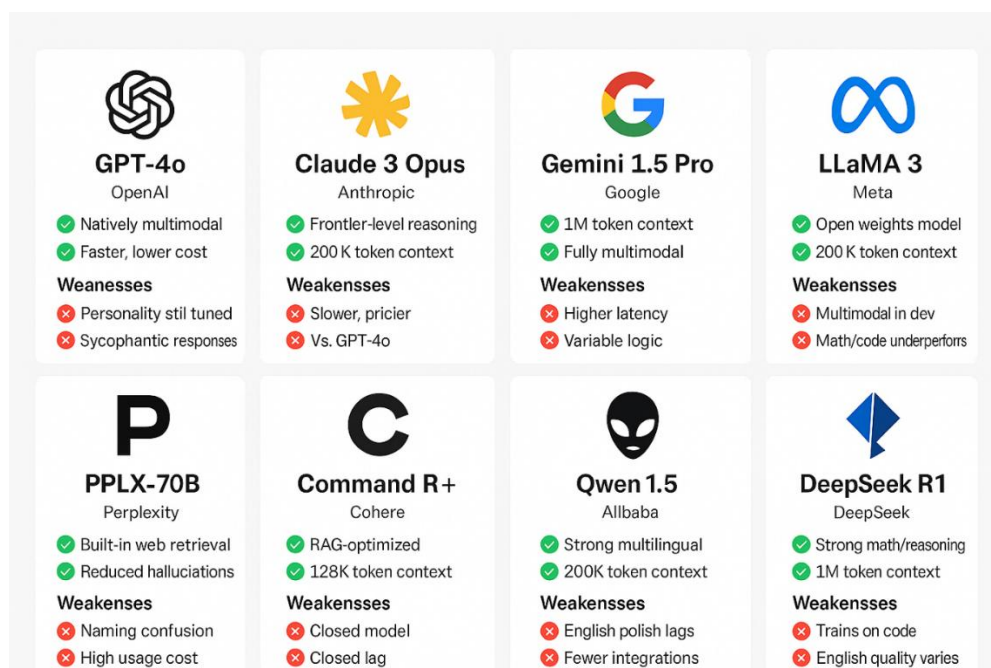 GPT-4o
OpenAI
Natively multimodal
Faster, lower cost
Weanesses
Personality stil tuned
Sycophantic responses
Claude 3 Opus
Anthropic
Frontler-level reasoning
200 K token context
Weakensses
Slower, pricier
Vs. GPT-4o
Gemini 1.5 Pro
Google
1M token context
Fully multimodal
Weakensses
Higher latency
Variable logic
LLaMA 3
Meta
Open weights model
200 K token context
Weakensses
Multimodal in dev
Math/code underperforms
P
PPLX-70B
Perplexity
Built-in web retrieval
Reduced halluciations
Weakenses
Naming confusion
High usage cost
C
Command R+
Cohere
RAG-optimized
128K token context
Weakensses
Closed model
Closed lag
Qwen 1.5
Allbaba
Strong multilingual
200K token context
Weakensses
English polish lags
Fewer integrations
DeepSeek R1
DeepSeek
Strong math/reasoning
1M token context
Weakensses
Trains on code
English quality varies